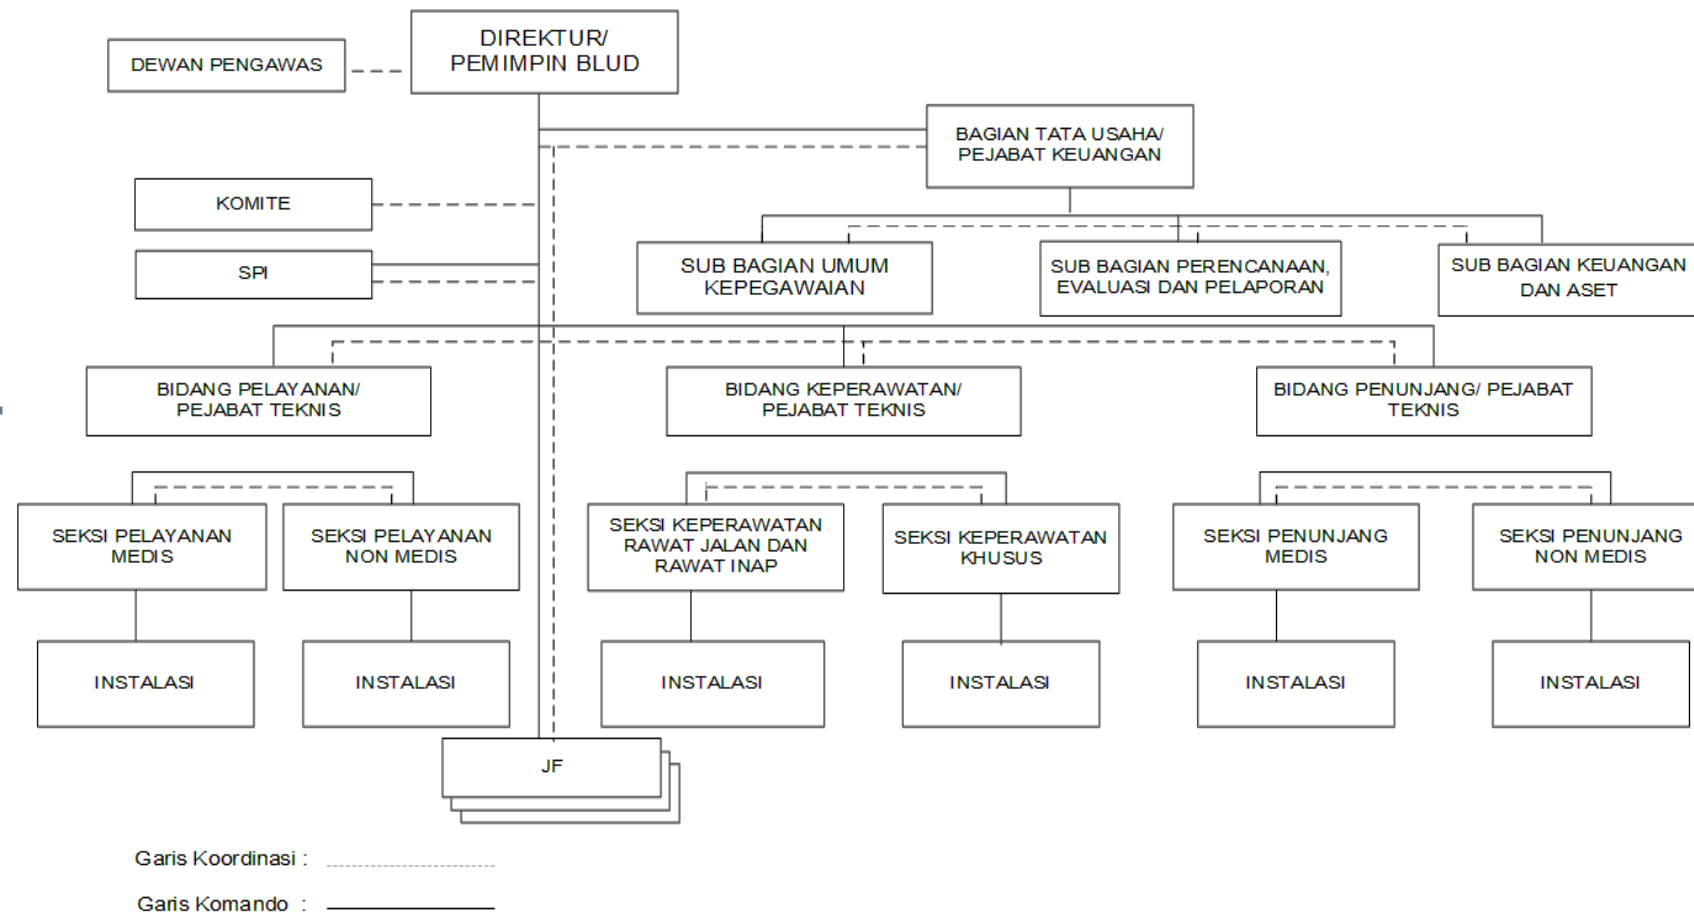 DIREKTUR/
PEMIMPIN BLUD
DEWAN PENGAWAS
BAGIAN TATA USAHA/
PEJABAT KEUANGAN
KOMITE
SPI
SUB BAGIAN UMUM
KEPEGAWAIAN
SUB BAGIAN PERENCANAAN,
EVALUASI DAN PELAPORAN
SUB BAGIAN KEUANGAN
DAN ASET
BIDANG PELAYANAN/
PEJABAT TEKNIS
BIDANG KEPERAWATAN/
PEJABAT TEKNIS
BIDANG PENUNJANG/ PEJABAT
TEKNIS
SEKSI PELAYANAN
MEDIS
SEKSI PELAYANAN
NON MEDIS
SEKSI KEPERAWATAN
RAWAT JALAN DAN
RAWAT INAP
SEKSI KEPERAWATAN
KHUSUS
SEKSI PENUNJANG
MEDIS
SEKSI PENUNJANG
NON MEDIS
INSTALASI
INSTALASI
INSTALASI
INSTALASI
INSTALASI
INSTALASI
JF
Garis Koordinasi :
Garis Komando :